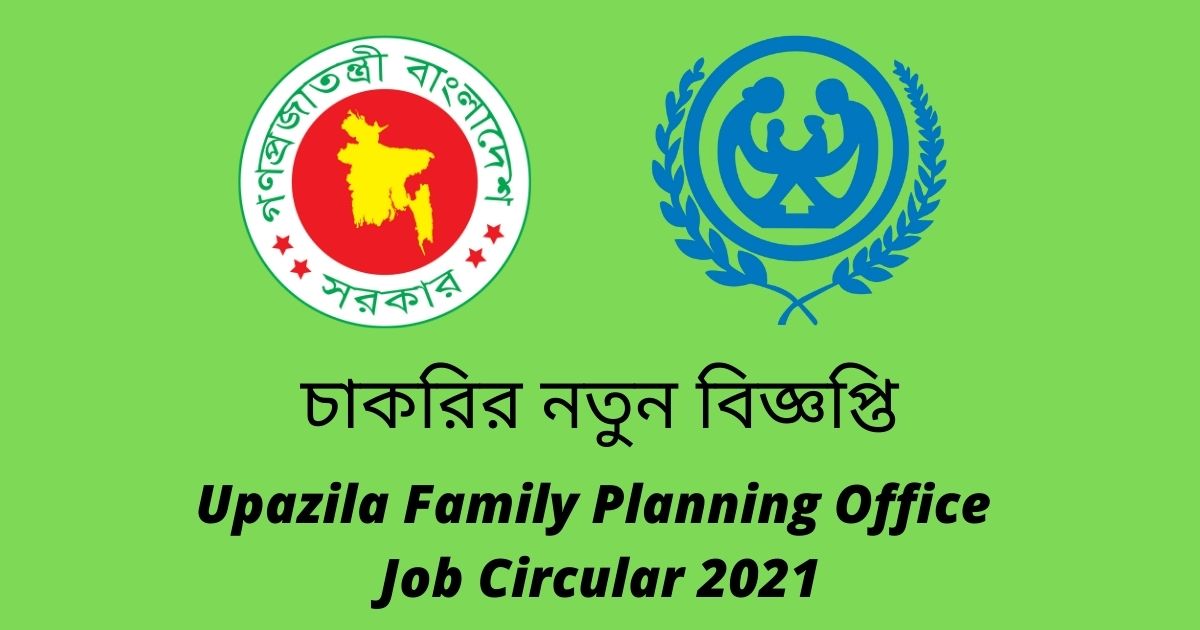 গণপ্রজাতন্ত্রী বাংলাদেশ
সরকার
চাকরির নতুন বিজ্ঞপ্তি
Upazila Family Planning Office
Job Circular 2021